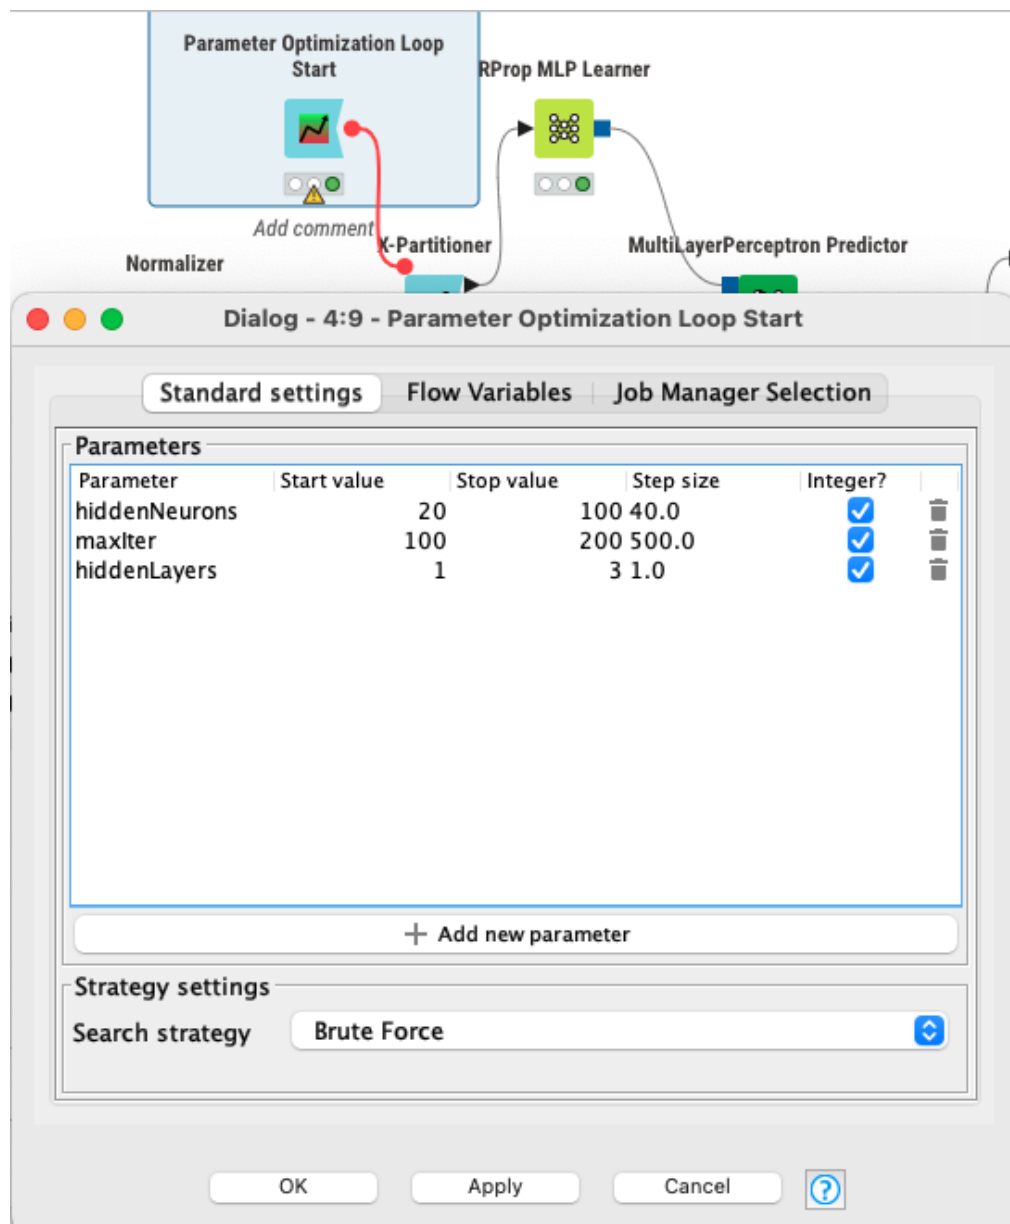 Parameter Optimization Loop
Start
RProp MLP Learner
Add comment
X-Partitioner
MultiLayerPerceptron Predictor
Normalizer
Dialog - 4:9 - Parameter Optimization Loop Start
Standard settings Flow Variables Job Manager Selection
Parameters
Parameter Start value Stop value Step size Integer?
hiddenNeurons 20 100 40.0
maxIter 100 200 500.0
hiddenLayers 1 3 1.0
+ Add new parameter
Strategy settings
Search strategy Brute Force
OK Apply Cancel ?